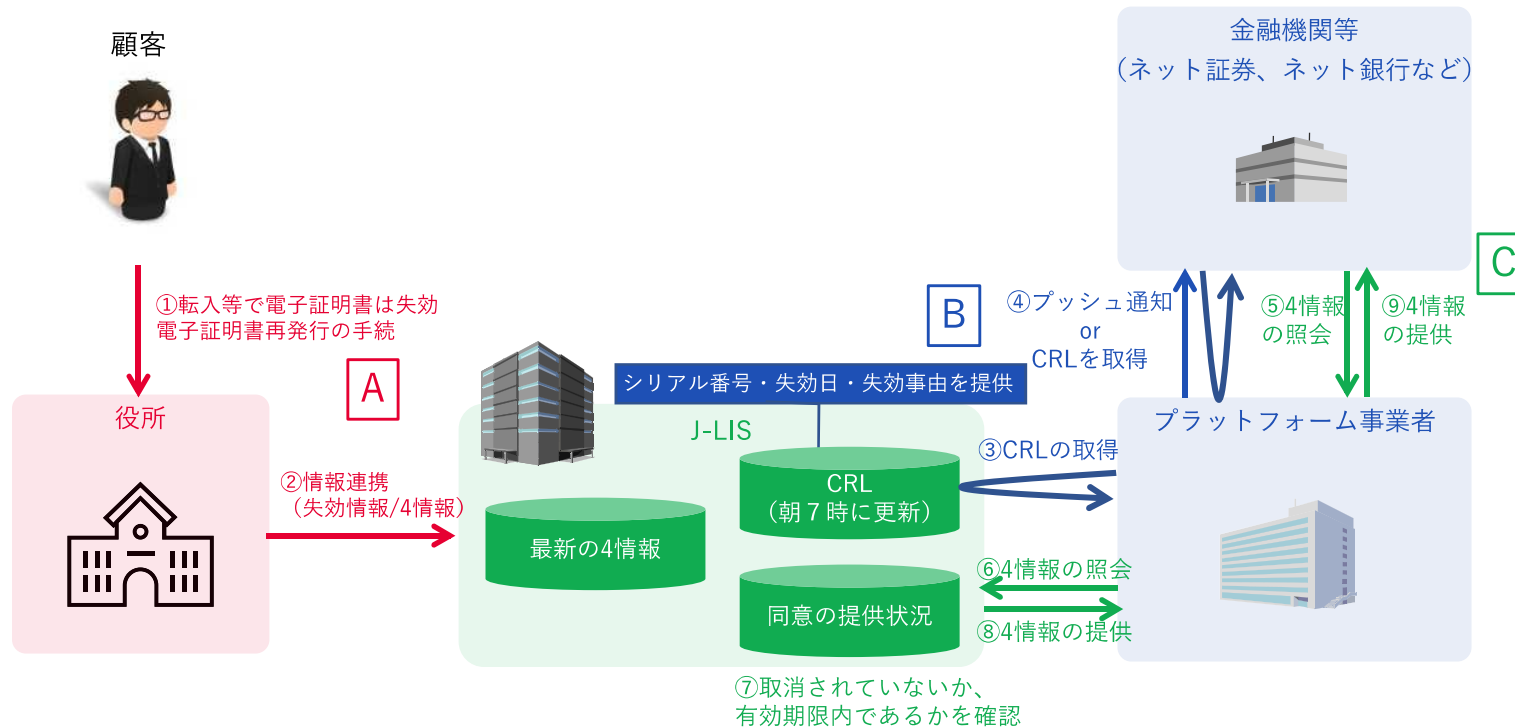 顧客
①転入等で電子証明書は失効
電子証明書再発行の手続
A
役所
②情報連携
（失効情報/4情報）
J-LIS
最新の4情報
シリアル番号・失効日・失効事由を提供
CRL
（朝７時に更新）
同意の提供状況
⑦取消されていないか、
有効期限内であるかを確認
B
③CRLの取得
④プッシュ通知
or
CRLを取得
⑥4情報の照会
⑧4情報の提供
金融機関等
（ネット証券、ネット銀行など）
C
⑤4情報
の照会
⑨4情報
の提供
プラットフォーム事業者